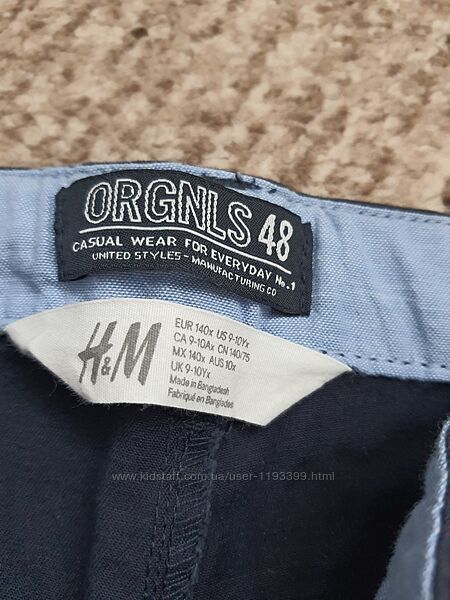 ORGNLS 48
CASUAL WEAR FOR EVERYDAY No.1
UNITED STYLES - MANUFACTURING CO
H&M
EUR 140x US 9-10Yx
CA 9-10Ax CN 140/75
MX 140x AUS 10x
UK 9-10Yx
Made in Bangladesh
Fabriqué en Bangladesh
www.kidstaff.com.ua/user-1193399.html